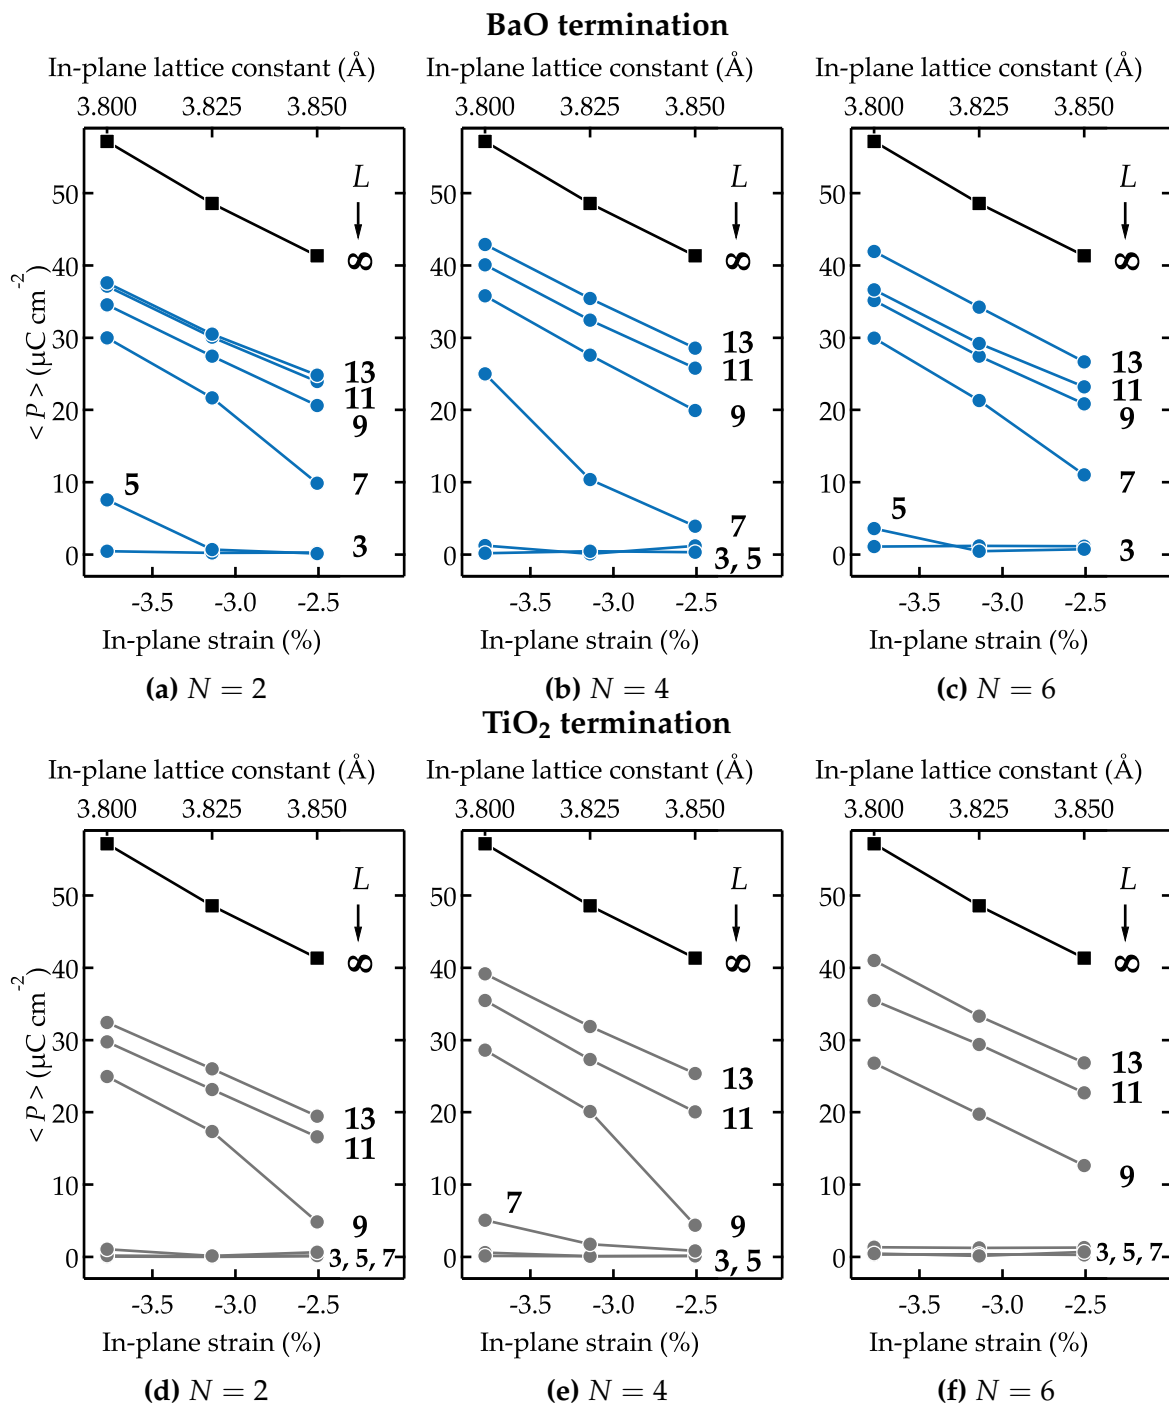 BaO termination
In-plane lattice constant (Å) In-plane lattice constant (Å) In-plane lattice constant (Å)
3.800 3.825 3.850 3.800 3.825 3.850 3.800 3.825 3.850
< P > (µC cm⁻²)
50 50 50
40 40 40
30 30 30
20 20 20
10 10 10
0 0 0
L L L
∞ ∞ ∞
13 13 13
11 11 11
9 9 9
7 7 7
5 5
3 3, 5 3
-3.5 -3.0 -2.5 -3.5 -3.0 -2.5 -3.5 -3.0 -2.5
In-plane strain (%) In-plane strain (%) In-plane strain (%)
(a) N = 2 (b) N = 4 (c) N = 6
TiO₂ termination
In-plane lattice constant (Å) In-plane lattice constant (Å) In-plane lattice constant (Å)
3.800 3.825 3.850 3.800 3.825 3.850 3.800 3.825 3.850
< P > (µC cm⁻²)
50 50 50
40 40 40
30 30 30
20 20 20
10 10 10
0 0 0
L L L
∞ ∞ ∞
13 13 13
11 11 11
9 9 9
7
3, 5, 7 3, 5 3, 5, 7
-3.5 -3.0 -2.5 -3.5 -3.0 -2.5 -3.5 -3.0 -2.5
In-plane strain (%) In-plane strain (%) In-plane strain (%)
(d) N = 2 (e) N = 4 (f) N = 6